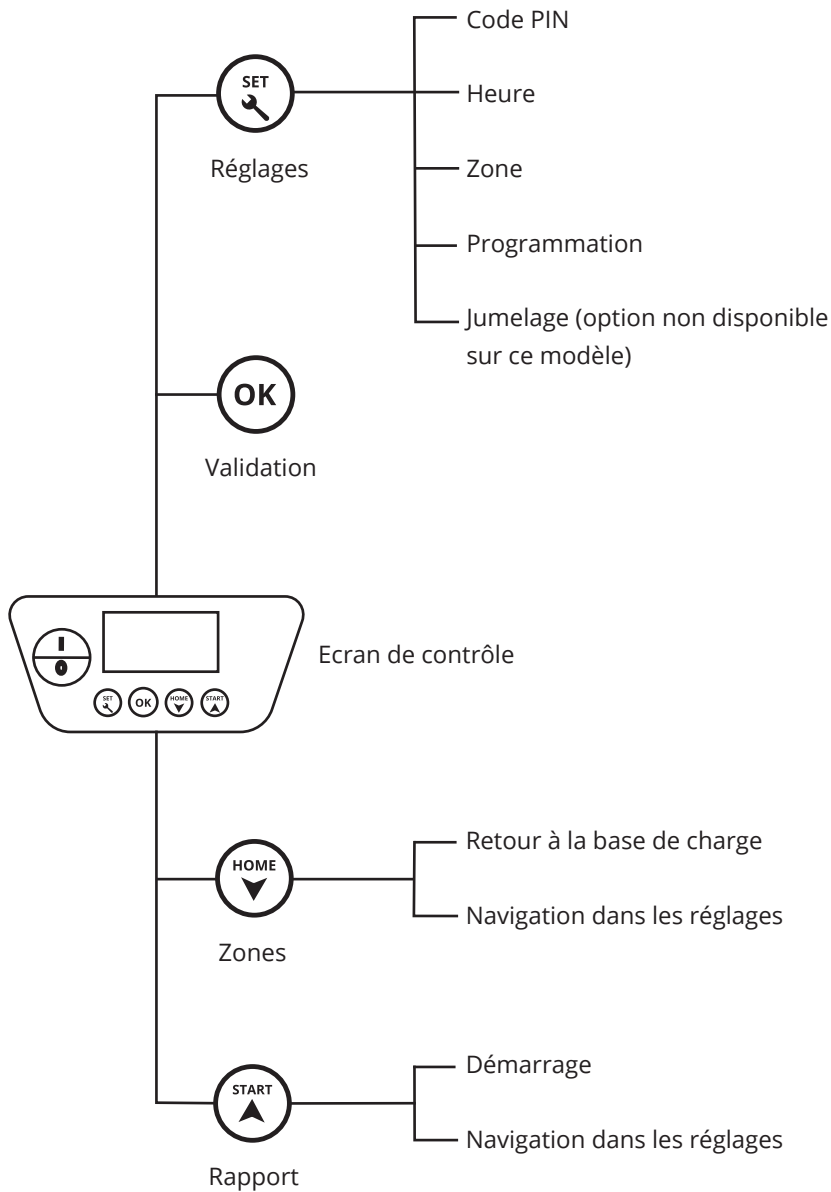 Code PIN
SET
Heure
Réglages
Zone
Programmation
Jumelage (option non disponible
sur ce modèle)
OK
Validation
I
O
Ecran de contrôle
SET
OK
HOME
START
Retour à la base de charge
HOME
Navigation dans les réglages
Zones
Démarrage
START
Navigation dans les réglages
Rapport